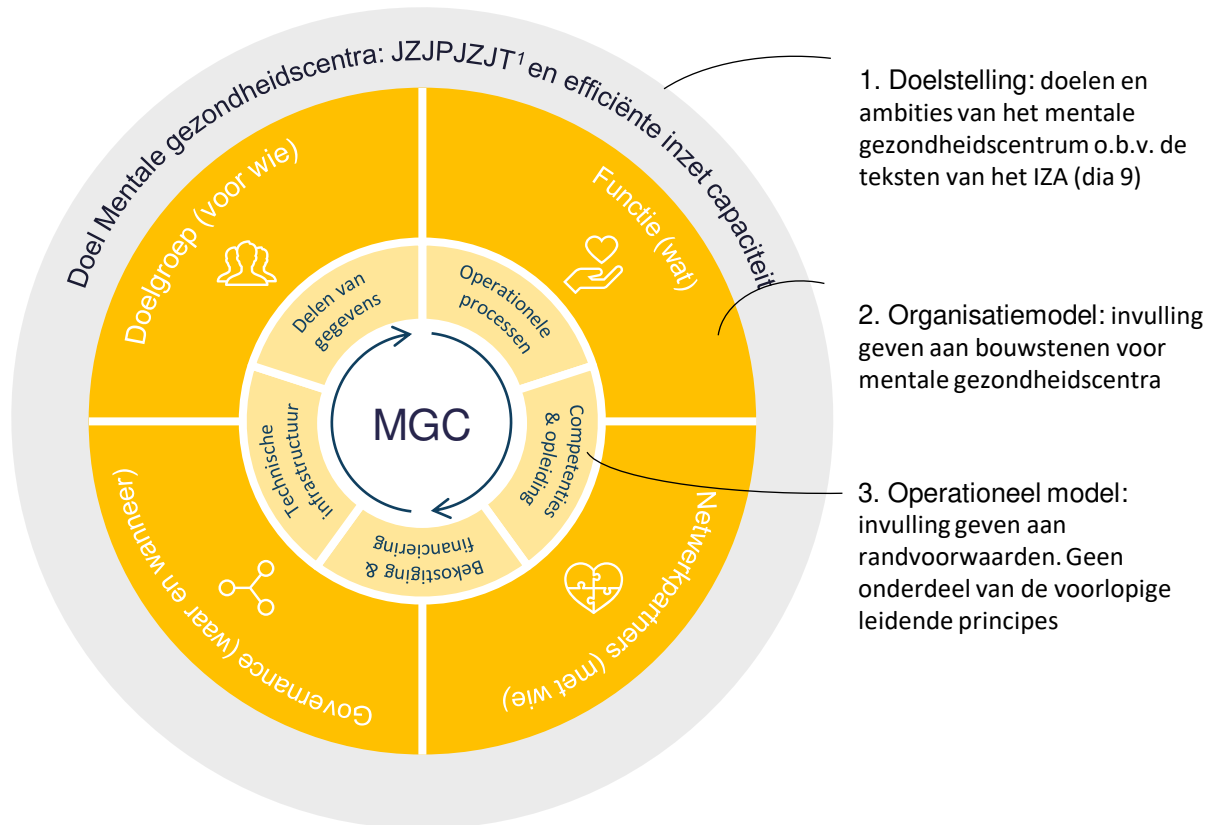 Doel Mentale gezondheidscentra: JZJPJZJT¹ en efficiënte inzet capaciteit
Doelgroep (voor wie)
Functie (wat)
Netwerkpartners (met wie)
Governance (waar en wanneer)
Delen van
gegevens
Operationele
processen
Competenties
& opleiding
Bekostiging &
financiering
Technische
infrastructuur
MGC
1. Doelstelling: doelen en
ambities van het mentale
gezondheidscentrum o.b.v. de
teksten van het IZA (dia 9)
2. Organisatiemodel: invulling
geven aan bouwstenen voor
mentale gezondheidscentra
3. Operationeel model:
invulling geven aan
randvoorwaarden. Geen
onderdeel van de voorlopige
leidende principes